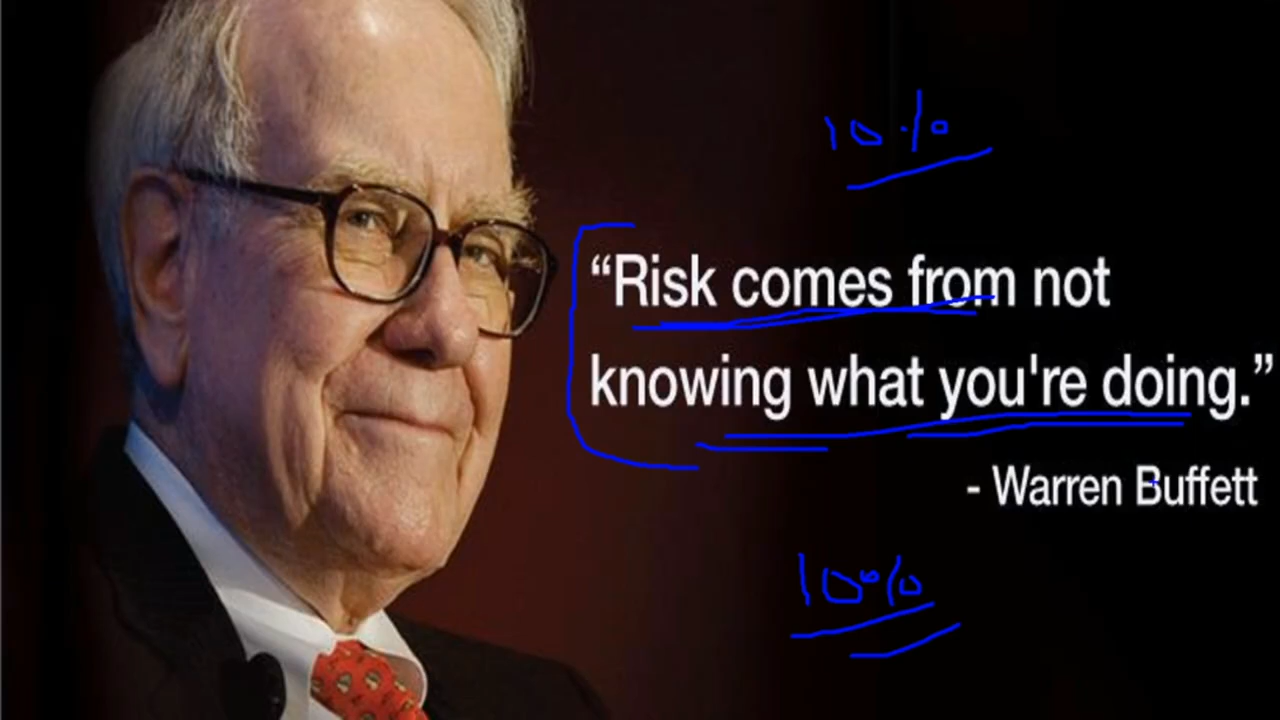 10%
“Risk comes from not
knowing what you're doing.”
- Warren Buffett
10%